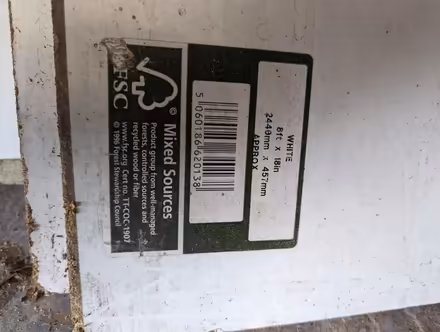 WHITE
8ft x 18in
2440mm x 457mm
APPROX
5 060186 620138
FSC
Mixed Sources
Product group from well-managed
forests, controlled sources and
recycled wood or fiber
www.fsc.org Cert no. TT-COC-1907
© 1996 Forest Stewardship Council